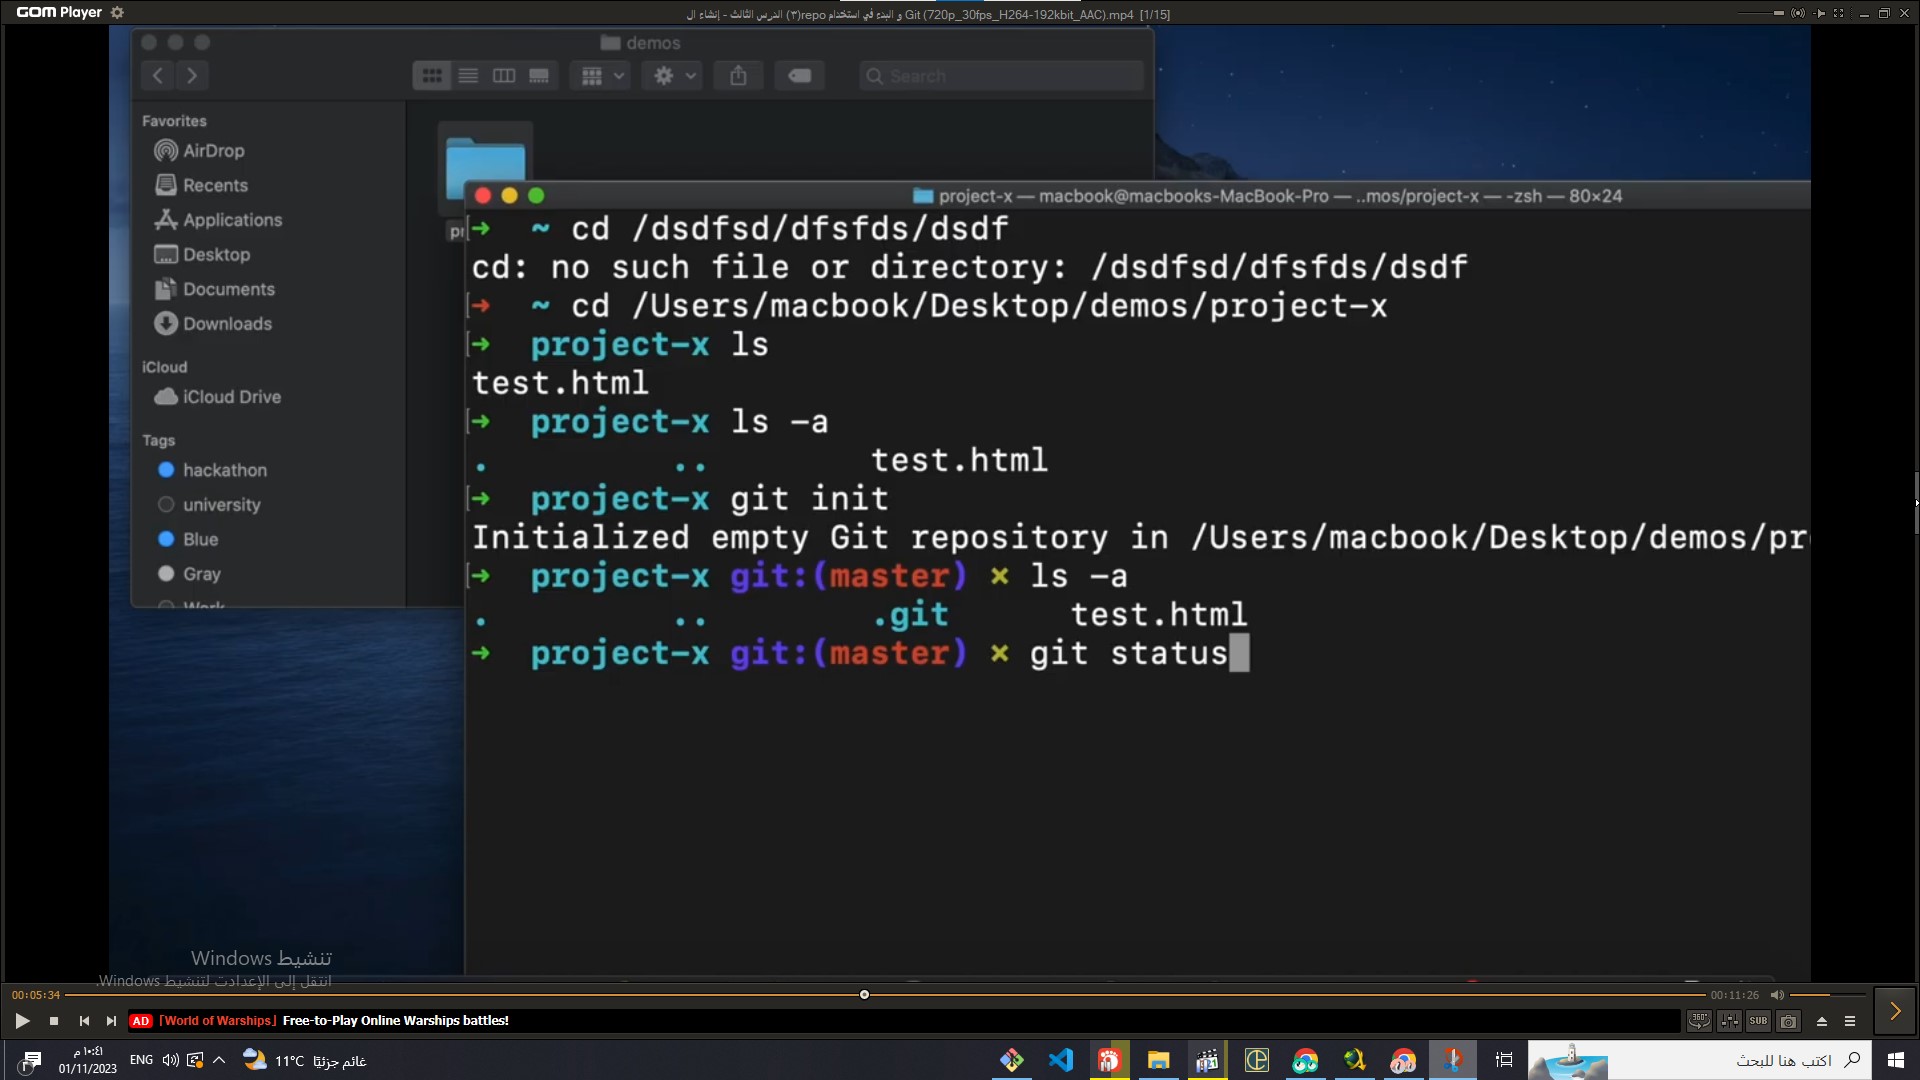 GOM Player
إنشاء ال - الدرس الثالث (٣)repo و البدء في استخدام Git (720p_30fps_H264-192kbit_AAC).mp4 [1/15]
demos
Search
Favorites
AirDrop
Recents
Applications
Desktop
Documents
Downloads
iCloud
iCloud Drive
Tags
hackathon
university
Blue
Gray
Work
pr
project-x — macbook@macbooks-MacBook-Pro — ..mos/project-x — -zsh — 80×24
➜ ~ cd /dsdfsd/dfsfds/dsdf
cd: no such file or directory: /dsdfsd/dfsfds/dsdf
➜ ~ cd /Users/macbook/Desktop/demos/project-x
➜ project-x ls
test.html
➜ project-x ls -a
. .. test.html
➜ project-x git init
Initialized empty Git repository in /Users/macbook/Desktop/demos/pr
➜ project-x git:(master) ✗ ls -a
. .. .git test.html
➜ project-x git:(master) ✗ git status
تنشيط Windows
انتقل إلى الإعدادات لتنشيط Windows.
00:05:34
00:11:26
AD [World of Warships] Free-to-Play Online Warships battles!
360°
SUB
١٠:٤١ م
01/11/2023
ENG
11°C غائم جزئيًا
اكتب هنا للبحث